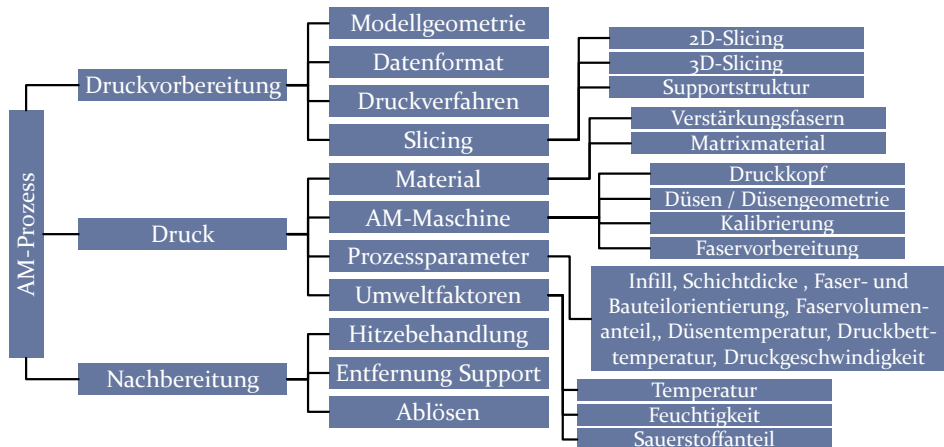 AM-Prozess
Druckvorbereitung
Modellgeometrie
Datenformat
Druckverfahren
Slicing
2D-Slicing
3D-Slicing
Supportstruktur
Druck
Material
Verstärkungsfasern
Matrixmaterial
AM-Maschine
Druckkopf
Düsen / Düsengeometrie
Kalibrierung
Faservorbereitung
Prozessparameter
Infill, Schichtdicke , Faser- und
Bauteilorientierung, Faservolumen-
anteil,, Düsentemperatur, Druckbett-
temperatur, Druckgeschwindigkeit
Umweltfaktoren
Temperatur
Feuchtigkeit
Sauerstoffanteil
Nachbereitung
Hitzebehandlung
Entfernung Support
Ablösen